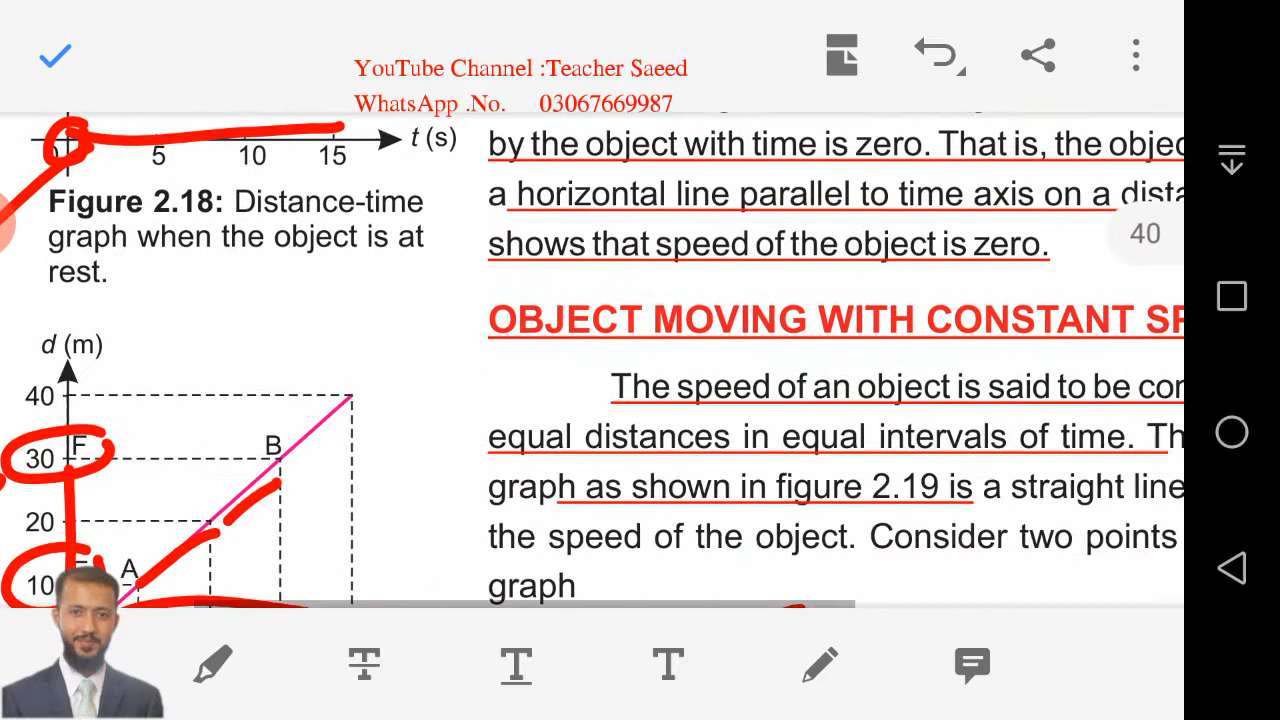 YouTube Channel :Teacher Saeed
WhatsApp .No. 03067669987
t (s)
5 10 15
Figure 2.18: Distance-time
graph when the object is at
rest.
d (m)
40
F
30
B
20
A
10
by the object with time is zero. That is, the objec
a horizontal line parallel to time axis on a dista
shows that speed of the object is zero.
40
OBJECT MOVING WITH CONSTANT SP
The speed of an object is said to be con
equal distances in equal intervals of time. Th
graph as shown in figure 2.19 is a straight line
the speed of the object. Consider two points
graph
T
T
T